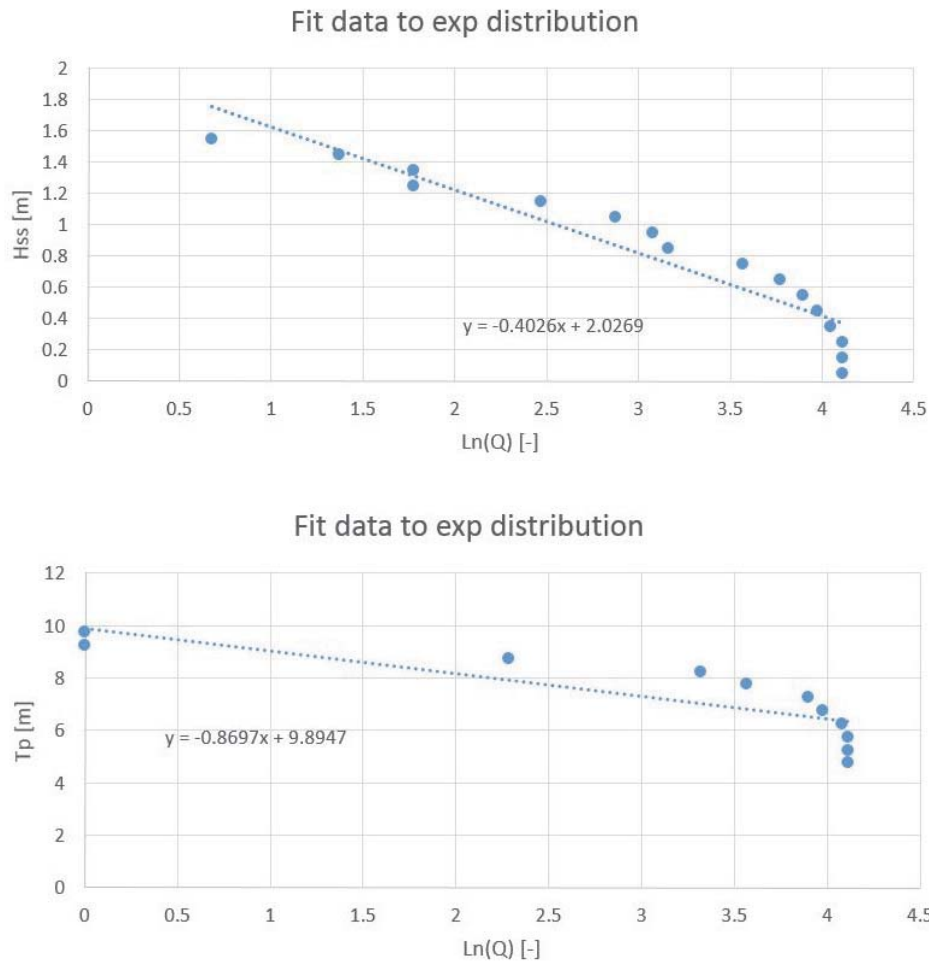 Fit data to exp distribution
2
1.8
1.6
1.4
1.2
1
0.8
0.6
0.4
0.2
0
Hss [m]
y = -0.4026x + 2.0269
0 0.5 1 1.5 2 2.5 3 3.5 4 4.5
Ln(Q) [-]
Fit data to exp distribution
12
10
8
6
4
2
0
Tp [m]
y = -0.8697x + 9.8947
0 0.5 1 1.5 2 2.5 3 3.5 4 4.5
Ln(Q) [-]